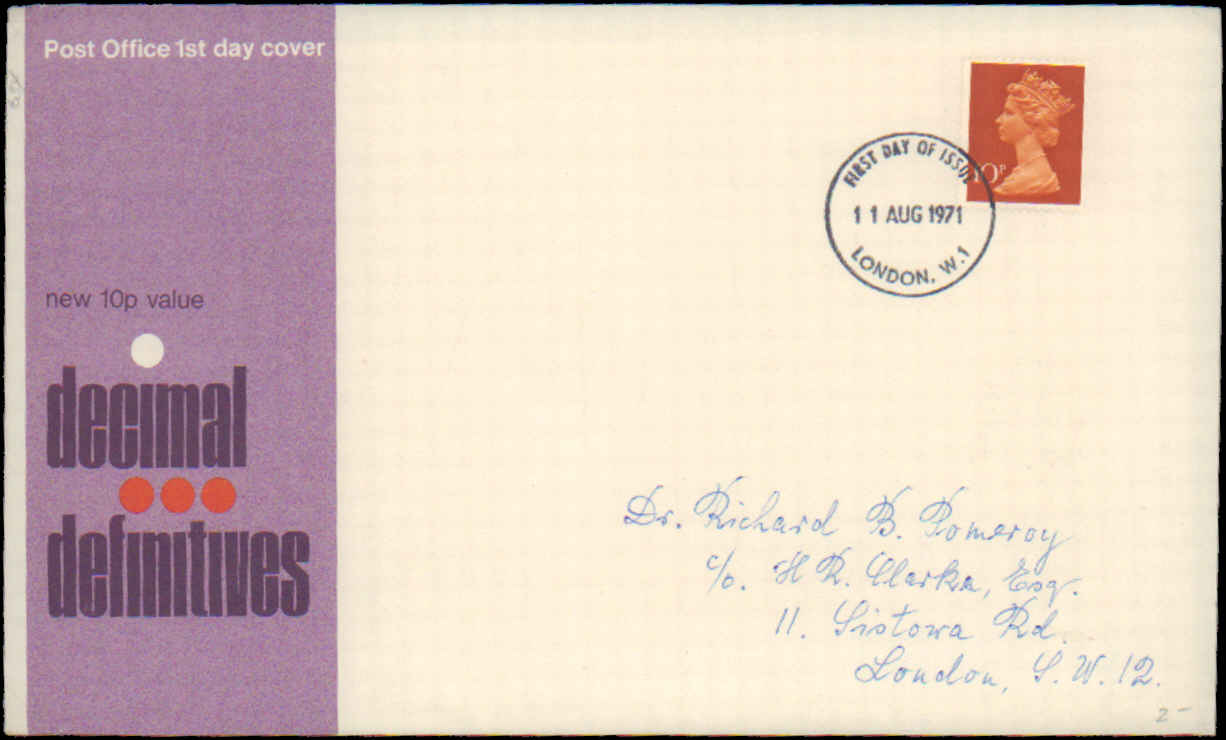 Post Office 1st day cover
new 10p value
decimal
definitives
10P
FIRST DAY OF ISSUE
11 AUG 1971
LONDON, W.1
Dr. Richard B. Pomeroy
c/o. H R. Clarke, Esq.
11. Sistova Rd.
London, S.W.12.
2-